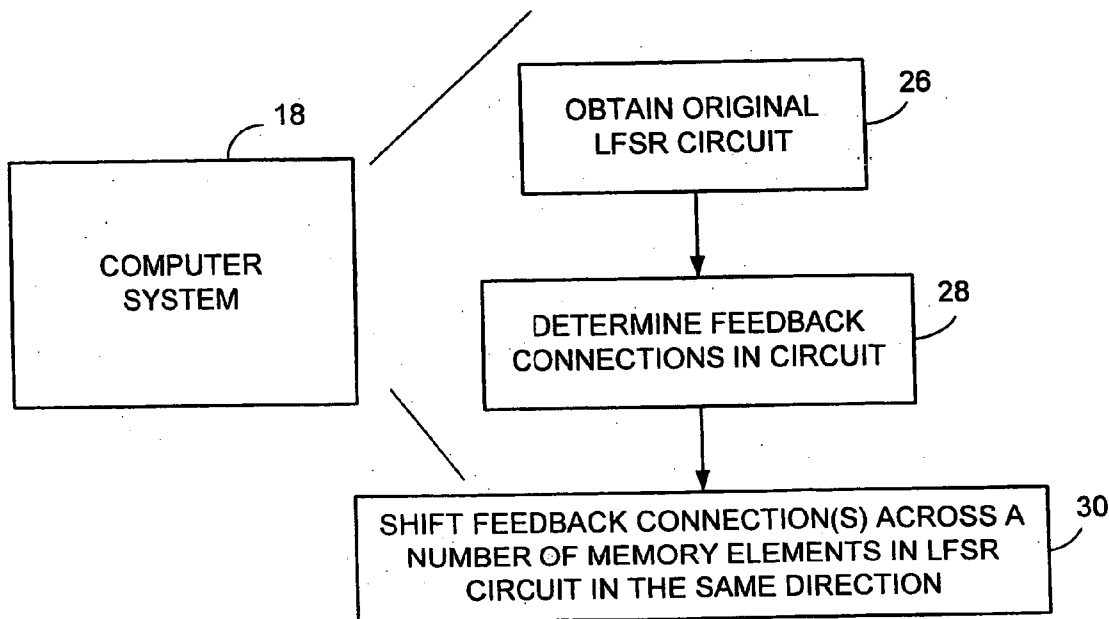 18
COMPUTER
SYSTEM
26
OBTAIN ORIGINAL
LFSR CIRCUIT
28
DETERMINE FEEDBACK
CONNECTIONS IN CIRCUIT
30
SHIFT FEEDBACK CONNECTION(S) ACROSS A
NUMBER OF MEMORY ELEMENTS IN LFSR
CIRCUIT IN THE SAME DIRECTION